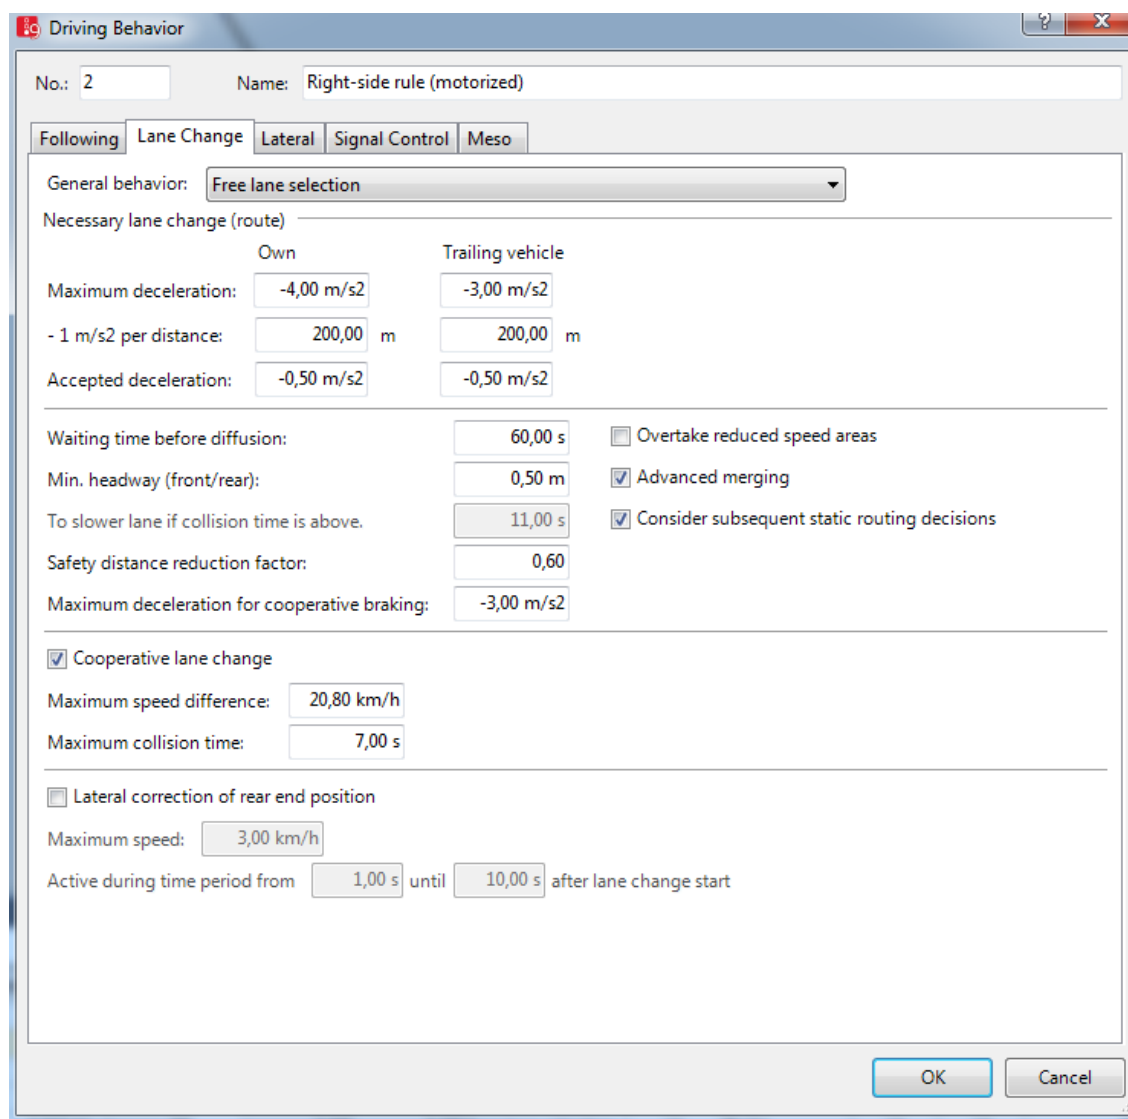 Driving Behavior
No.: 2 Name: Right-side rule (motorized)
Following Lane Change Lateral Signal Control Meso
General behavior: Free lane selection
Necessary lane change (route)
Own Trailing vehicle
Maximum deceleration: -4,00 m/s2 -3,00 m/s2
- 1 m/s2 per distance: 200,00 m 200,00 m
Accepted deceleration: -0,50 m/s2 -0,50 m/s2
Waiting time before diffusion: 60,00 s Overtake reduced speed areas
Min. headway (front/rear): 0,50 m Advanced merging
To slower lane if collision time is above. 11,00 s Consider subsequent static routing decisions
Safety distance reduction factor: 0,60
Maximum deceleration for cooperative braking: -3,00 m/s2
Cooperative lane change
Maximum speed difference: 20,80 km/h
Maximum collision time: 7,00 s
Lateral correction of rear end position
Maximum speed: 3,00 km/h
Active during time period from 1,00 s until 10,00 s after lane change start
OK Cancel